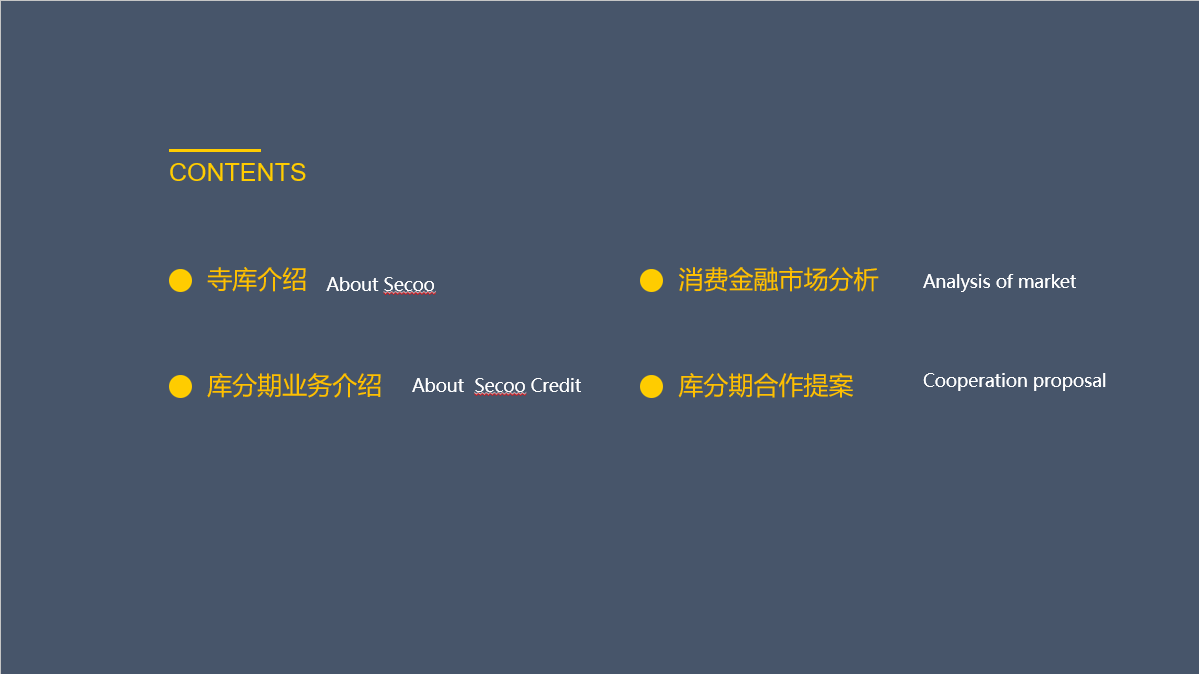 CONTENTS
寺库介绍 About Secoo
消费金融市场分析 Analysis of market
库分期业务介绍 About Secoo Credit
库分期合作提案 Cooperation proposal